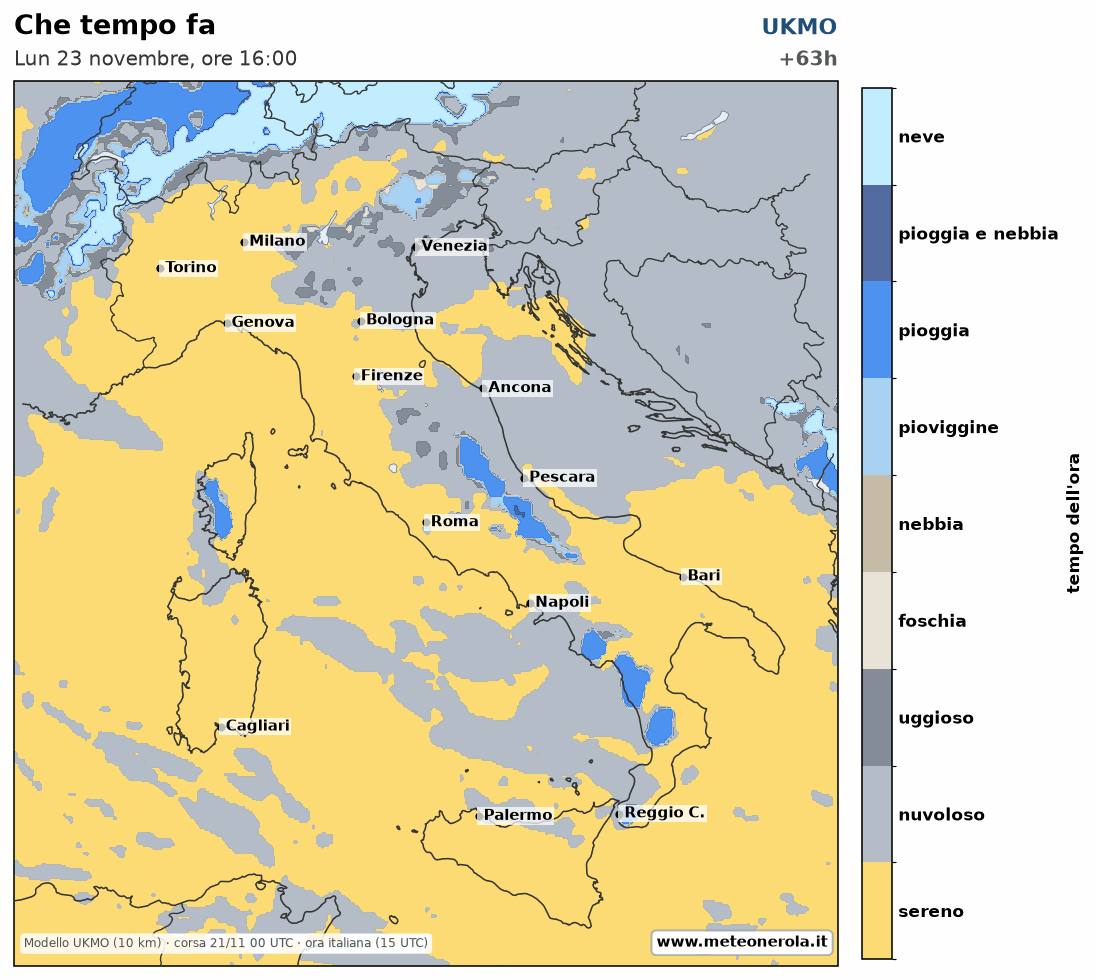 Che tempo fa
UKMO
Lun 23 novembre, ore 16:00
+63h
neve
pioggia e nebbia
pioggia
pioviggine
nebbia
foschia
uggioso
nuvoloso
sereno
tempo dell'ora
Milano
Venezia
Torino
Genova
Bologna
Firenze
Ancona
Pescara
Roma
Bari
Napoli
Cagliari
Palermo
Reggio C.
Modello UKMO (10 km) · corsa 21/11 00 UTC · ora italiana (15 UTC)
www.meteonerola.it